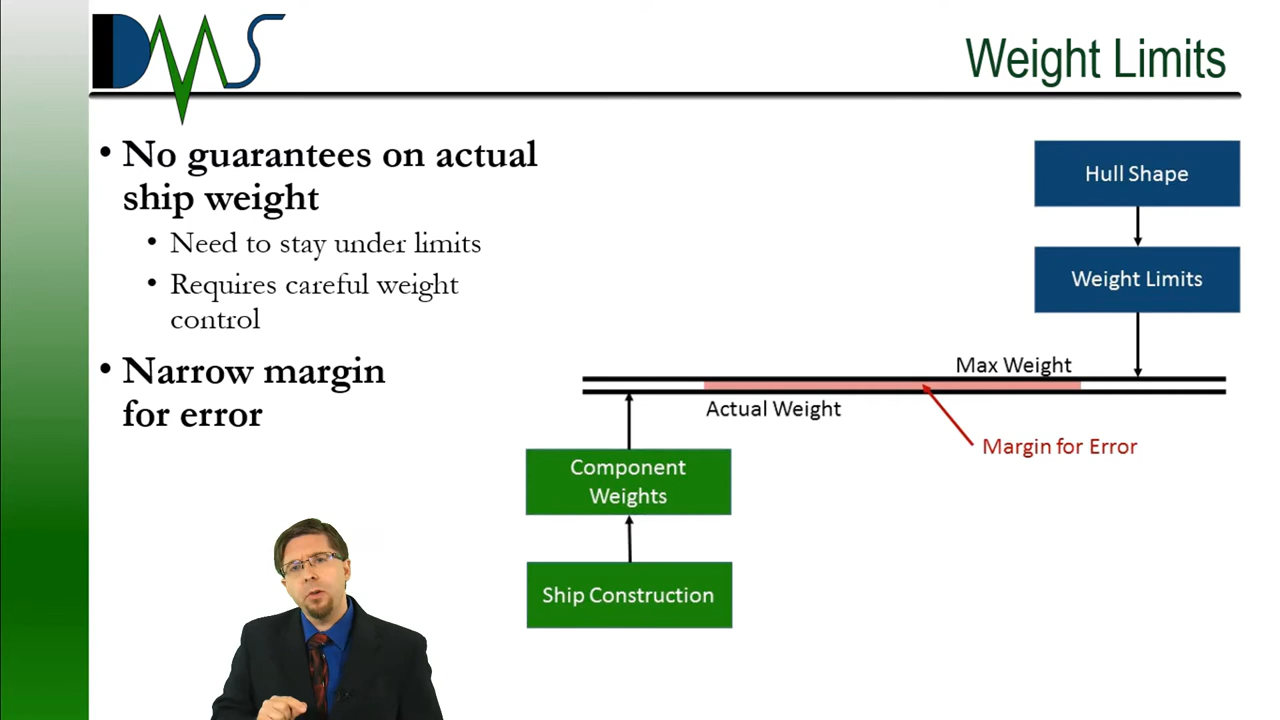 DMS
Weight Limits
• No guarantees on actual
ship weight
• Need to stay under limits
• Requires careful weight
control
• Narrow margin
for error
Hull Shape
Weight Limits
Max Weight
Actual Weight
Margin for Error
Component
Weights
Ship Construction